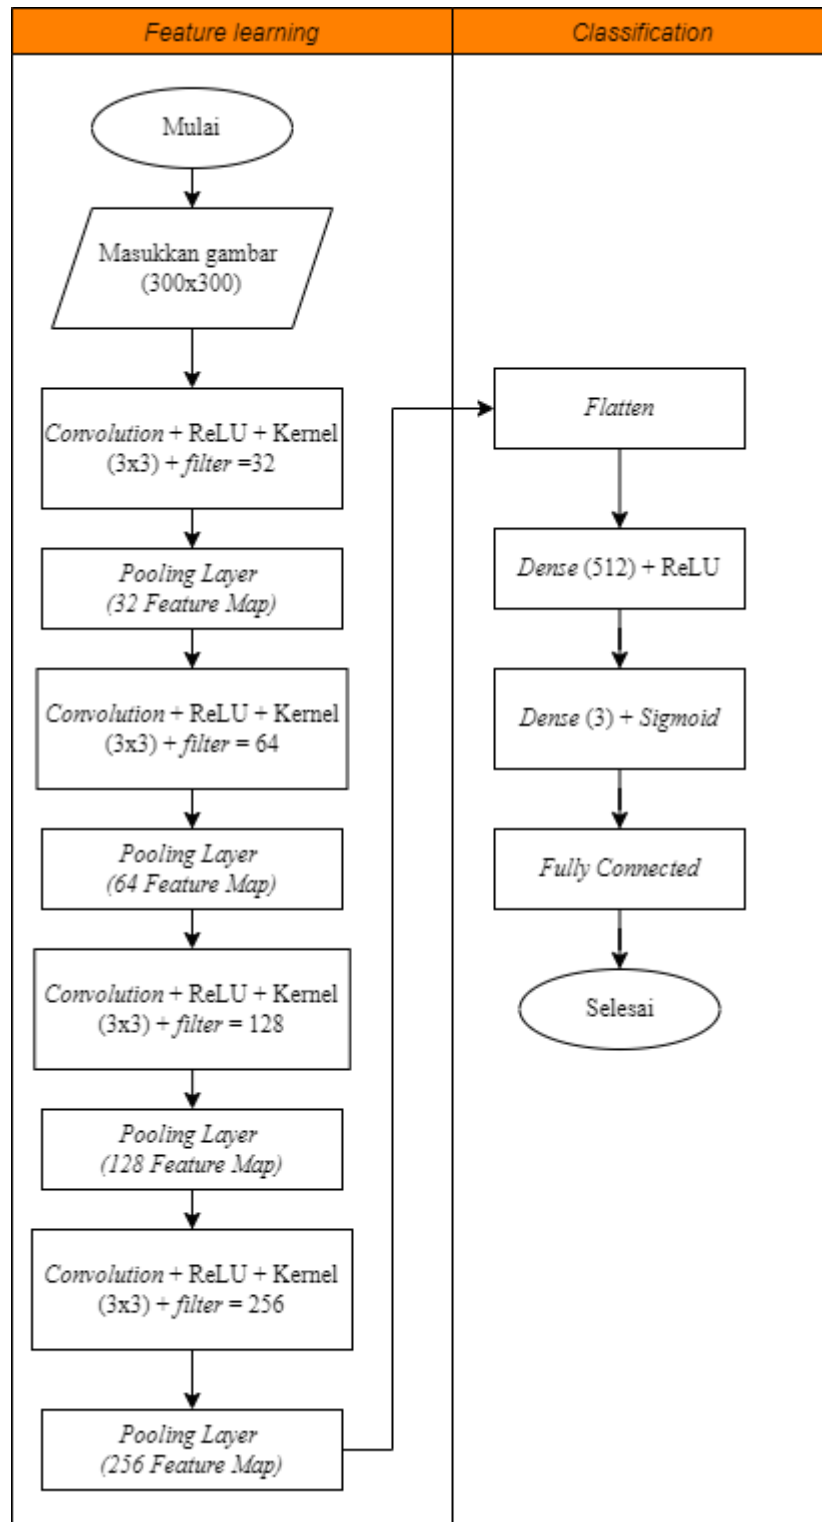 Feature learning
Classification
Mulai
Masukkan gambar
(300x300)
Convolution + ReLU + Kernel
(3x3) + filter =32
Pooling Layer
(32 Feature Map)
Convolution + ReLU + Kernel
(3x3) + filter = 64
Pooling Layer
(64 Feature Map)
Convolution + ReLU + Kernel
(3x3) + filter = 128
Pooling Layer
(128 Feature Map)
Convolution + ReLU + Kernel
(3x3) + filter = 256
Pooling Layer
(256 Feature Map)
Flatten
Dense (512) + ReLU
Dense (3) + Sigmoid
Fully Connected
Selesai